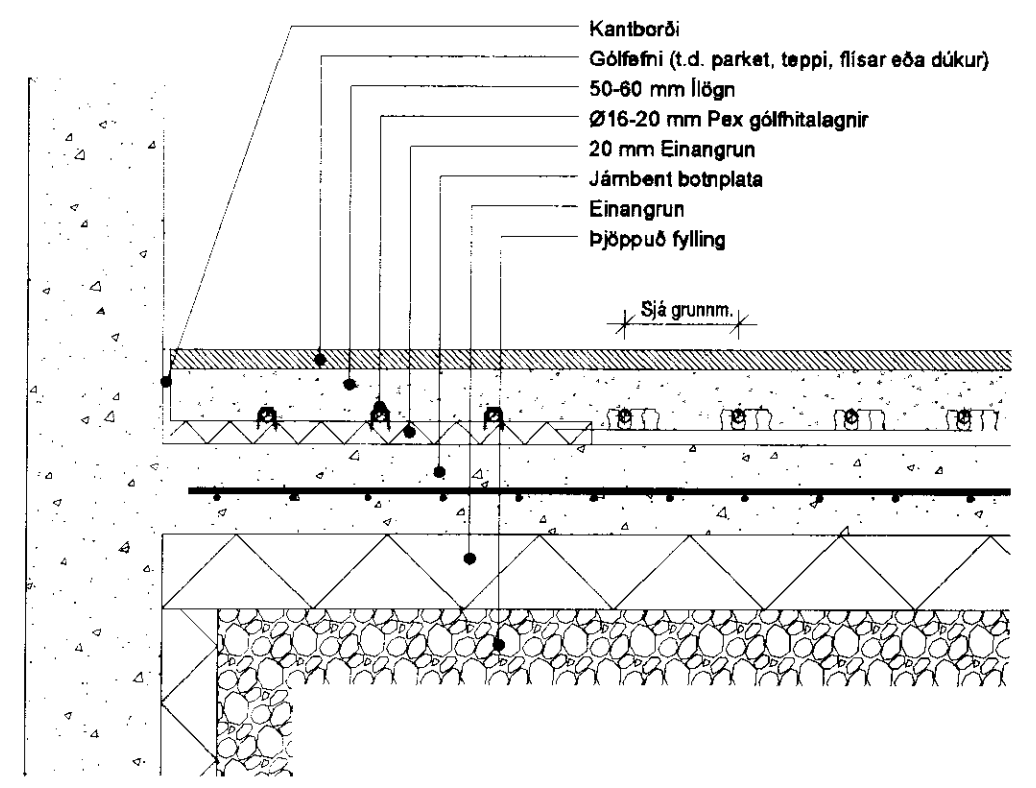 Kantborði
Gólfefni (t.d. parket, teppi, flísar eða dúkur)
50-60 mm Ílögn
Ø16-20 mm Pex gólfhitalagnir
20 mm Einangrun
Járnbent botnplata
Einangrun
Þjöppuð fylling
Sjá grunnm.